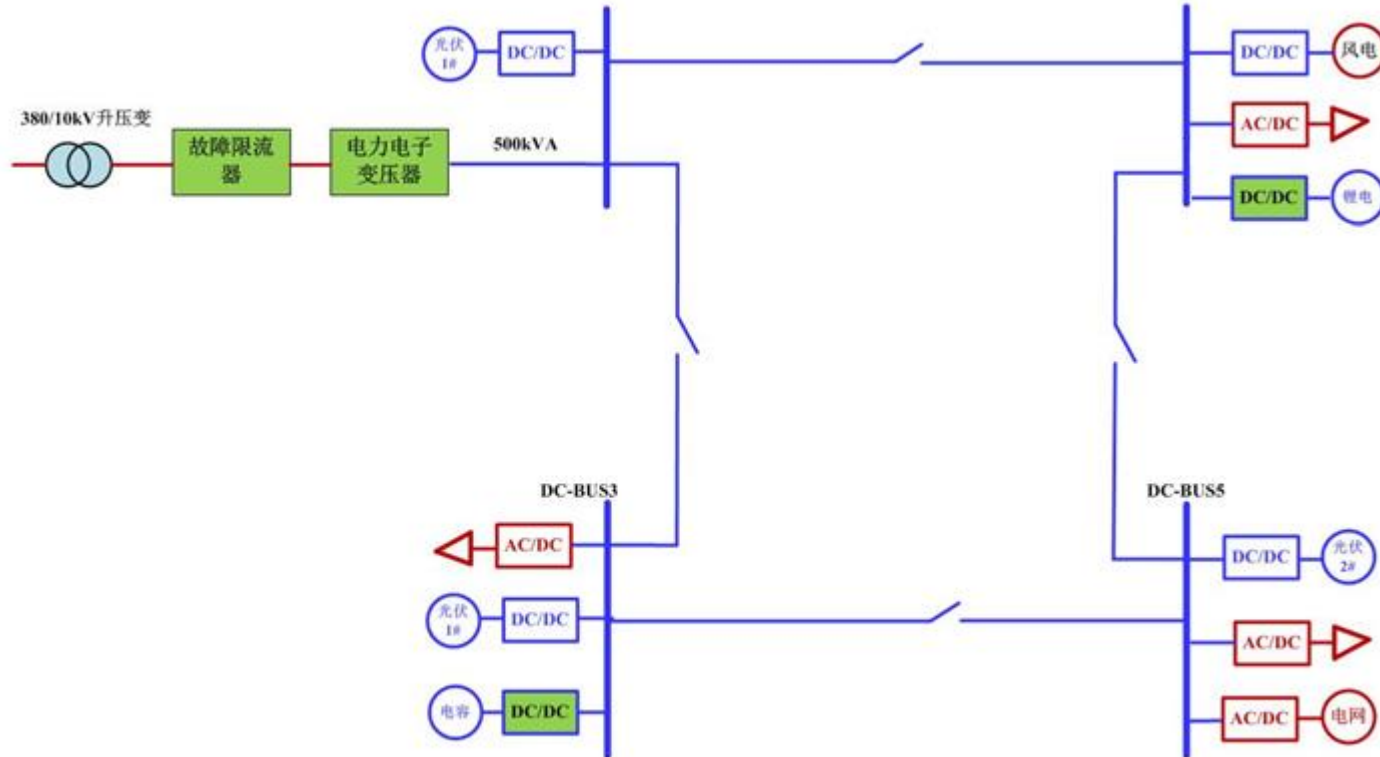 光伏
1#
DC/DC
DC/DC
风电
380/10kV升压变
故障限流
器
电力电子
变压器
500kVA
AC/DC
DC/DC
锂电
DC-BUS3
DC-BUS5
AC/DC
DC/DC
光伏
2#
光伏
1#
DC/DC
AC/DC
电容
DC/DC
AC/DC
电网